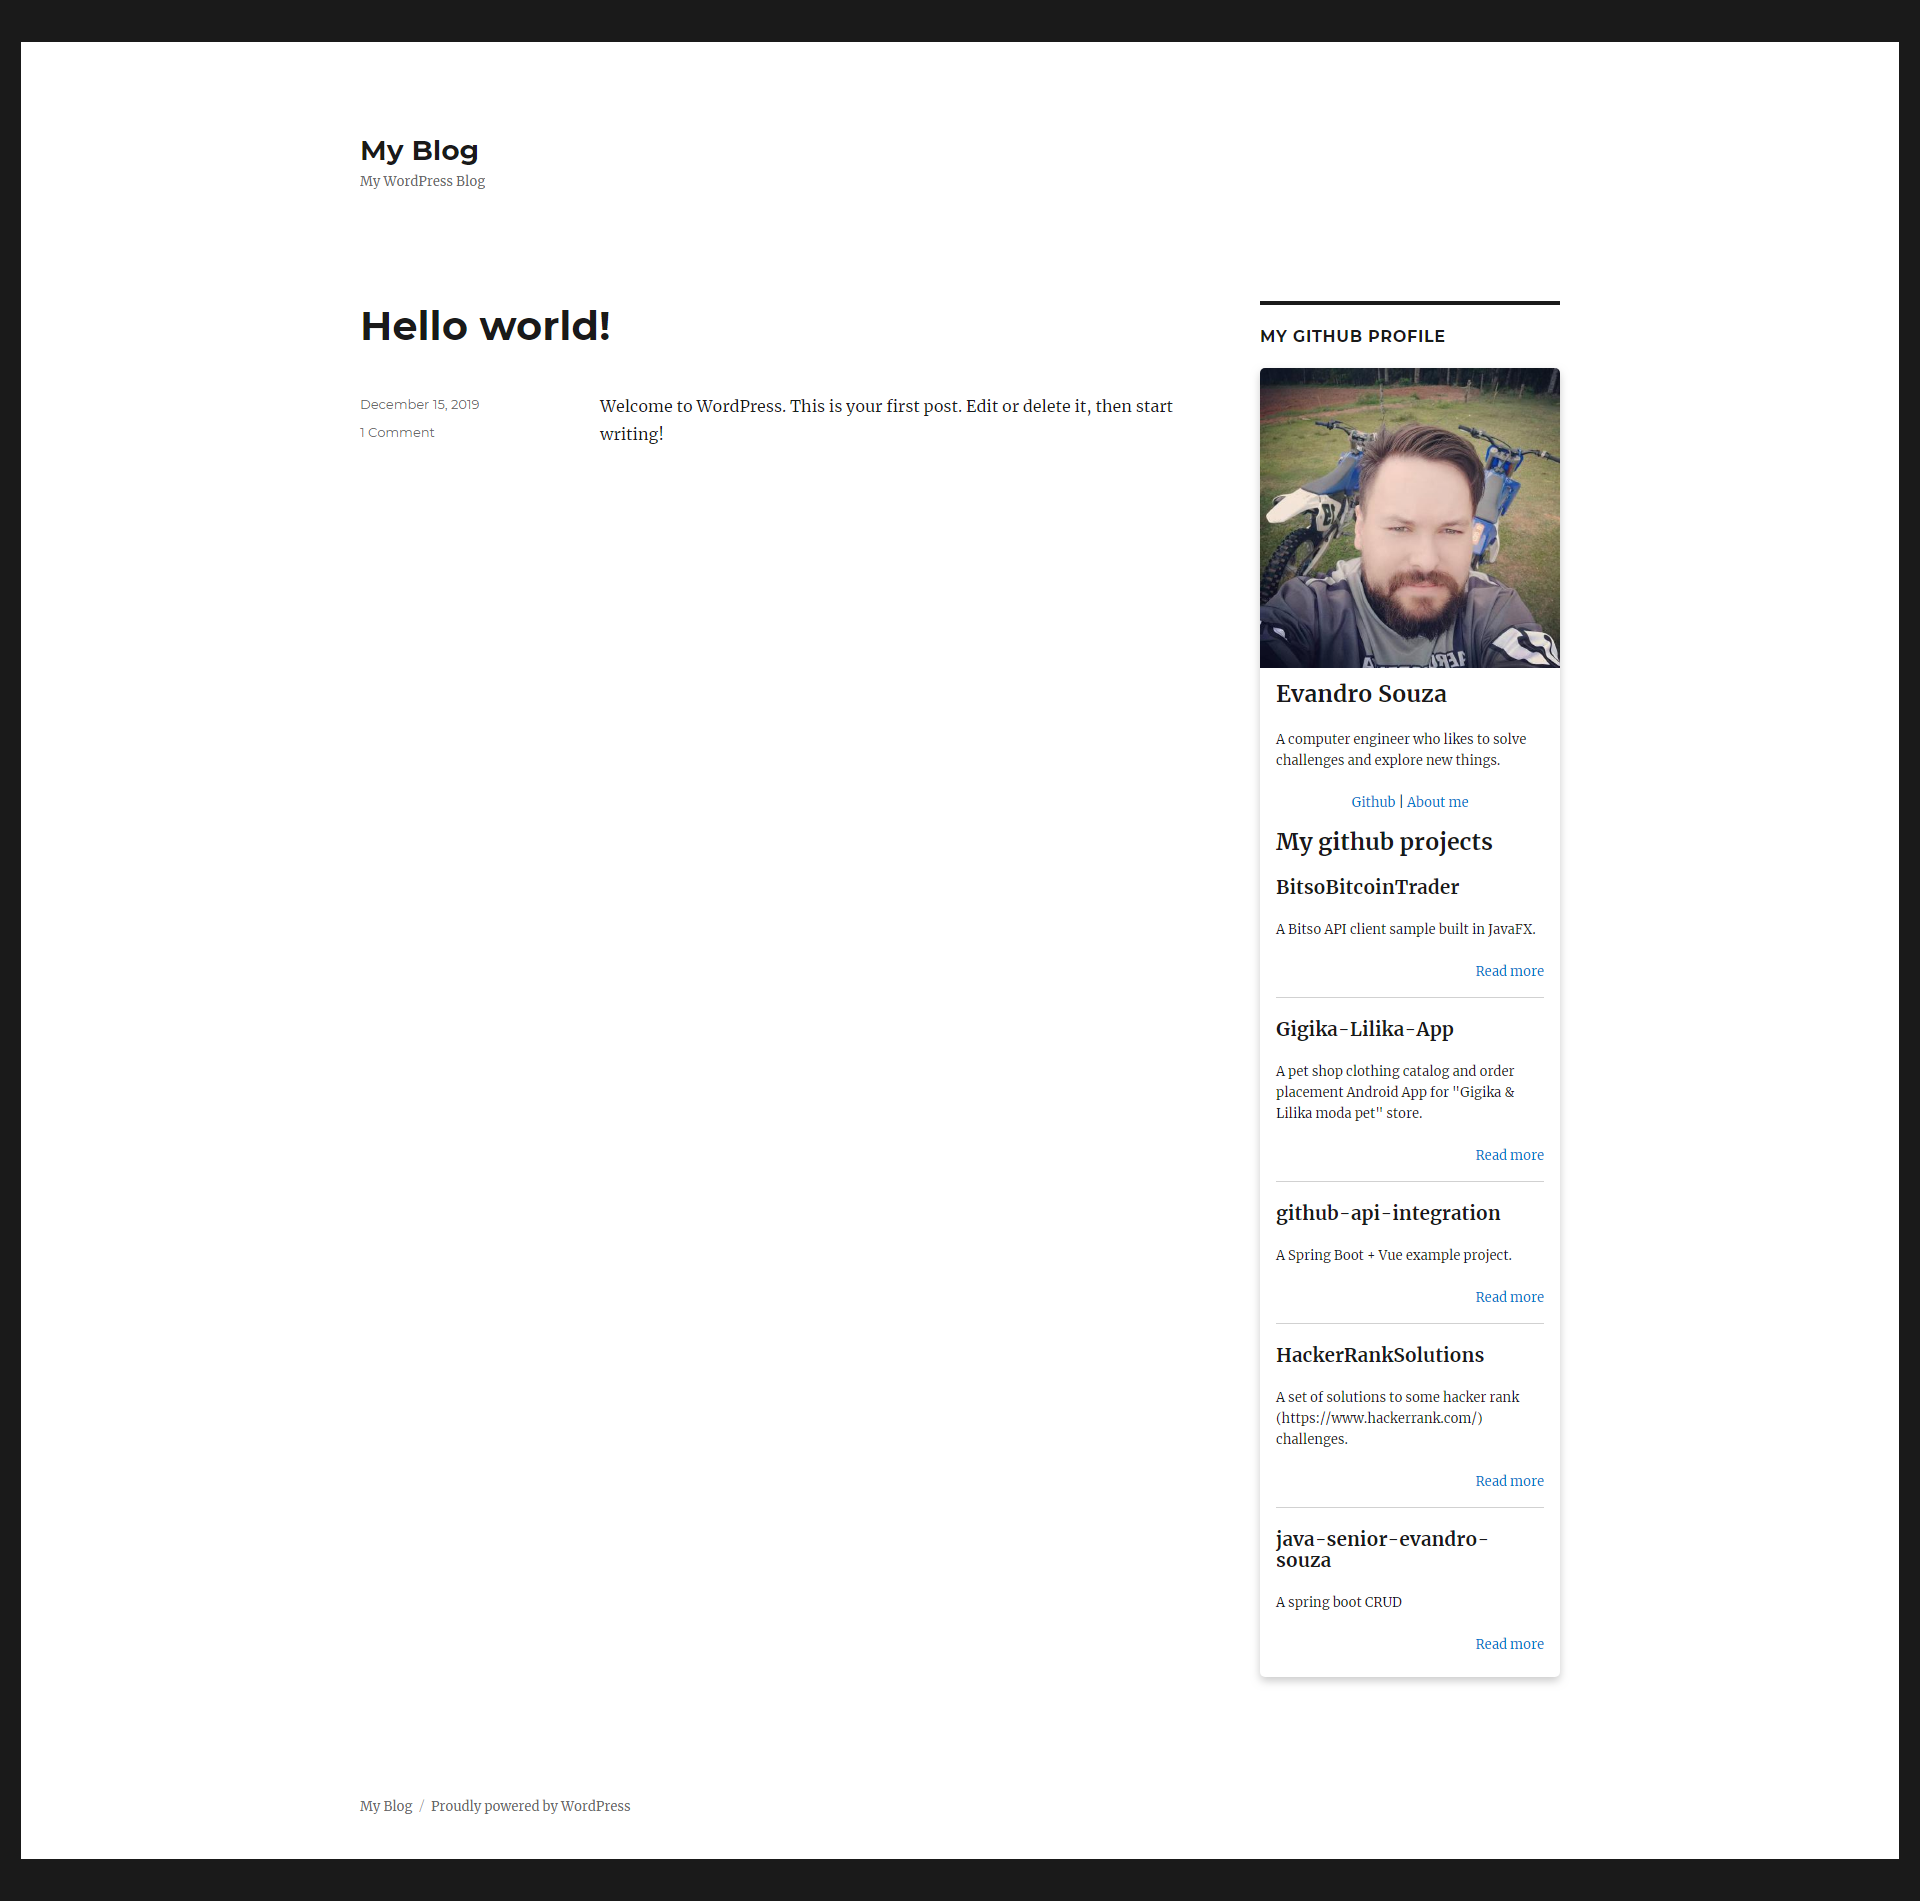 My Blog
My WordPress Blog
Hello world!
December 15, 2019
1 Comment
Welcome to WordPress. This is your first post. Edit or delete it, then start
writing!
MY GITHUB PROFILE
Evandro Souza
A computer engineer who likes to solve
challenges and explore new things.
Github | About me
My github projects
BitsoBitcoinTrader
A Bitso API client sample built in JavaFX.
Read more
Gigika-Lilika-App
A pet shop clothing catalog and order
placement Android App for "Gigika &
Lilika moda pet" store.
Read more
github-api-integration
A Spring Boot + Vue example project.
Read more
HackerRankSolutions
A set of solutions to some hacker rank
(https://www.hackerrank.com/)
challenges.
Read more
java-senior-evandro-
souza
A spring boot CRUD
Read more
My Blog / Proudly powered by WordPress